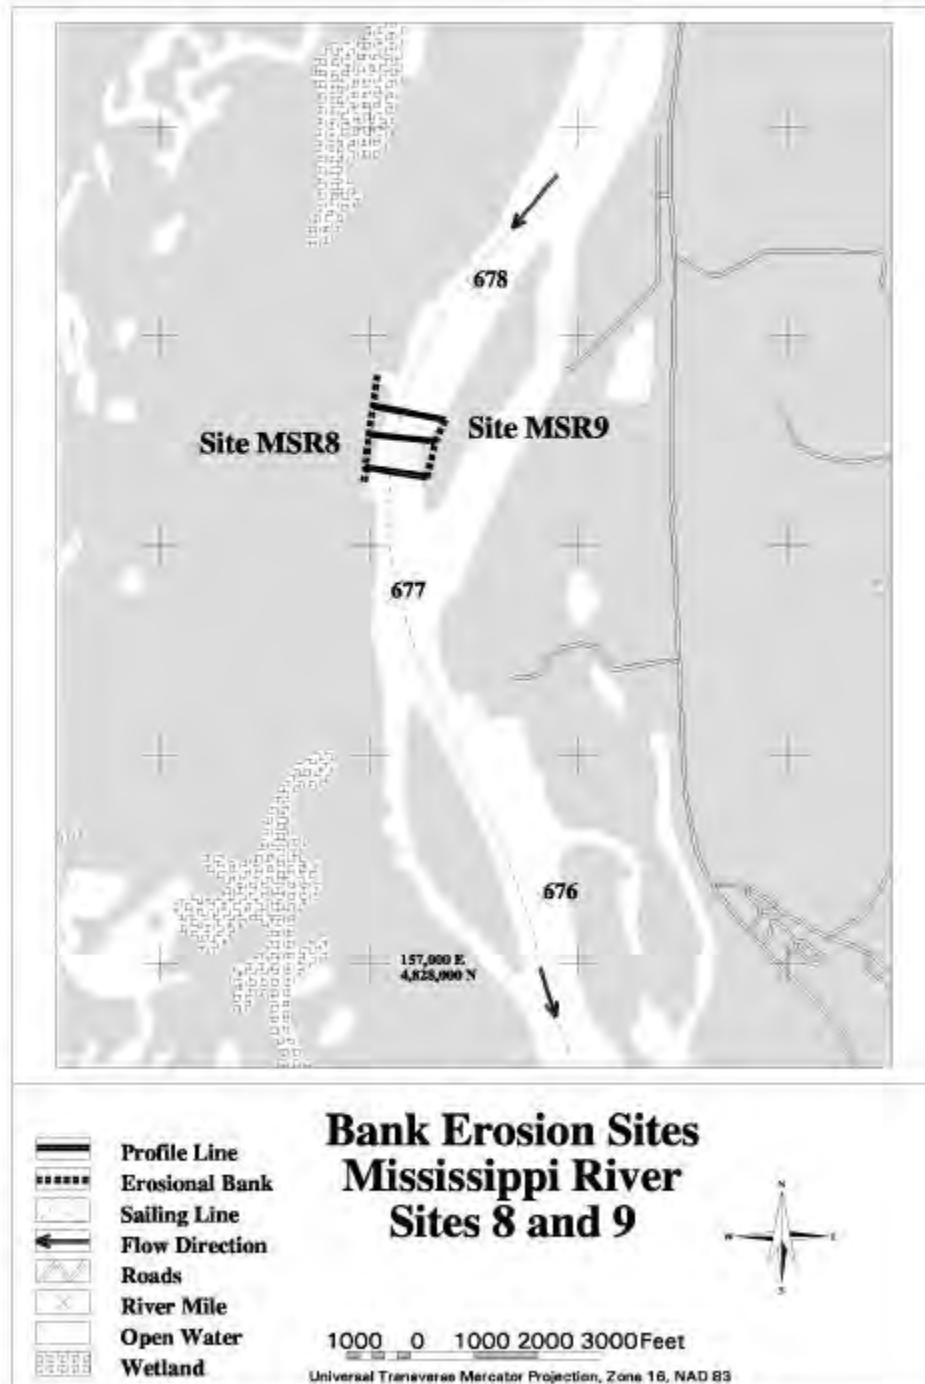 678
Site MSR9
Site MSR8
677
676
157,000 E
4,828,000 N
Profile Line
Erosional Bank
Sailing Line
Flow Direction
Roads
River Mile
Open Water
Wetland
Bank Erosion Sites
Mississippi River
Sites 8 and 9
N
W E
S
1000 0 1000 2000 3000 Feet
Universal Transverse Mercator Projection, Zone 16, NAD 83